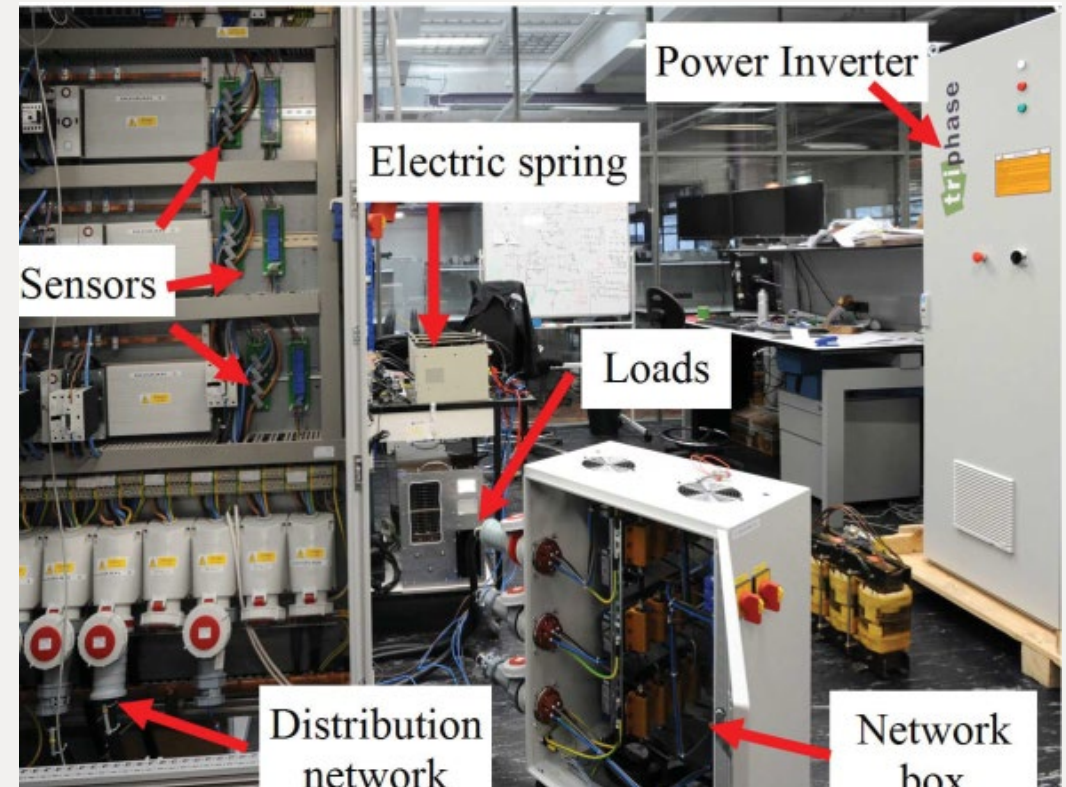 Power Inverter
triphase
Electric spring
Sensors
Loads
Distribution
network
Network
box